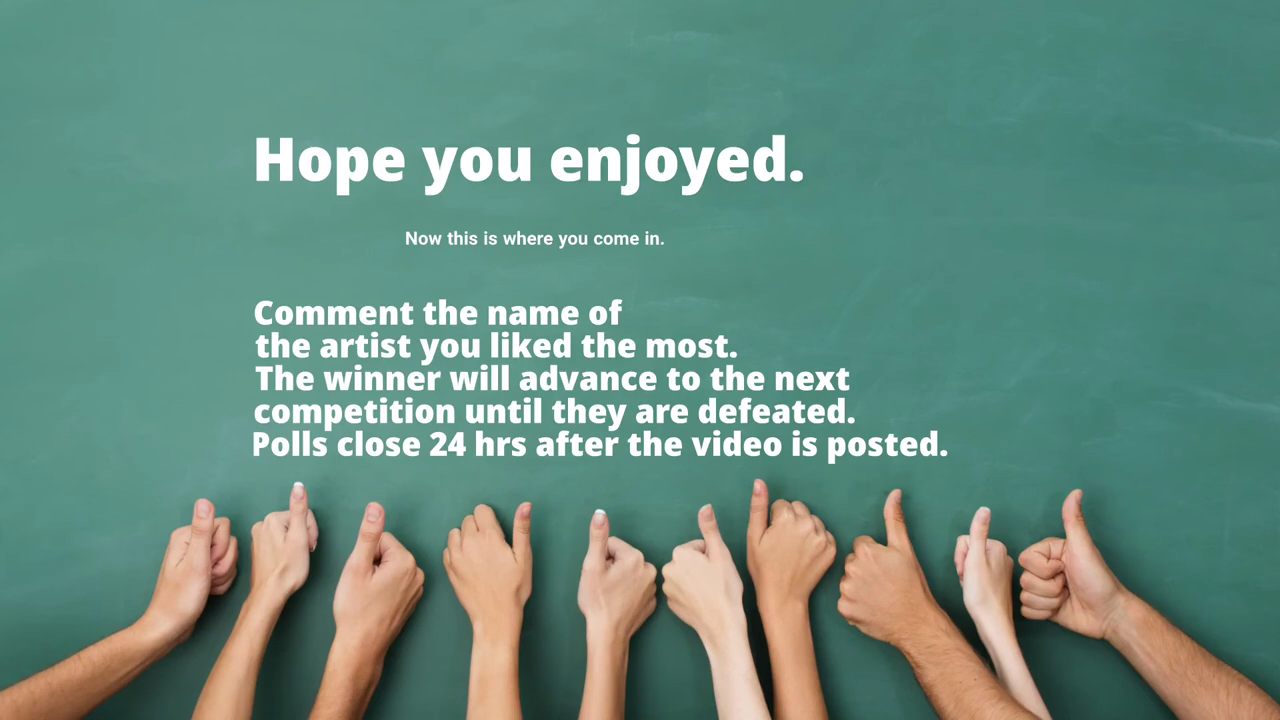 Hope you enjoyed.
Now this is where you come in.
Comment the name of
the artist you liked the most.
The winner will advance to the next
competition until they are defeated.
Polls close 24 hrs after the video is posted.